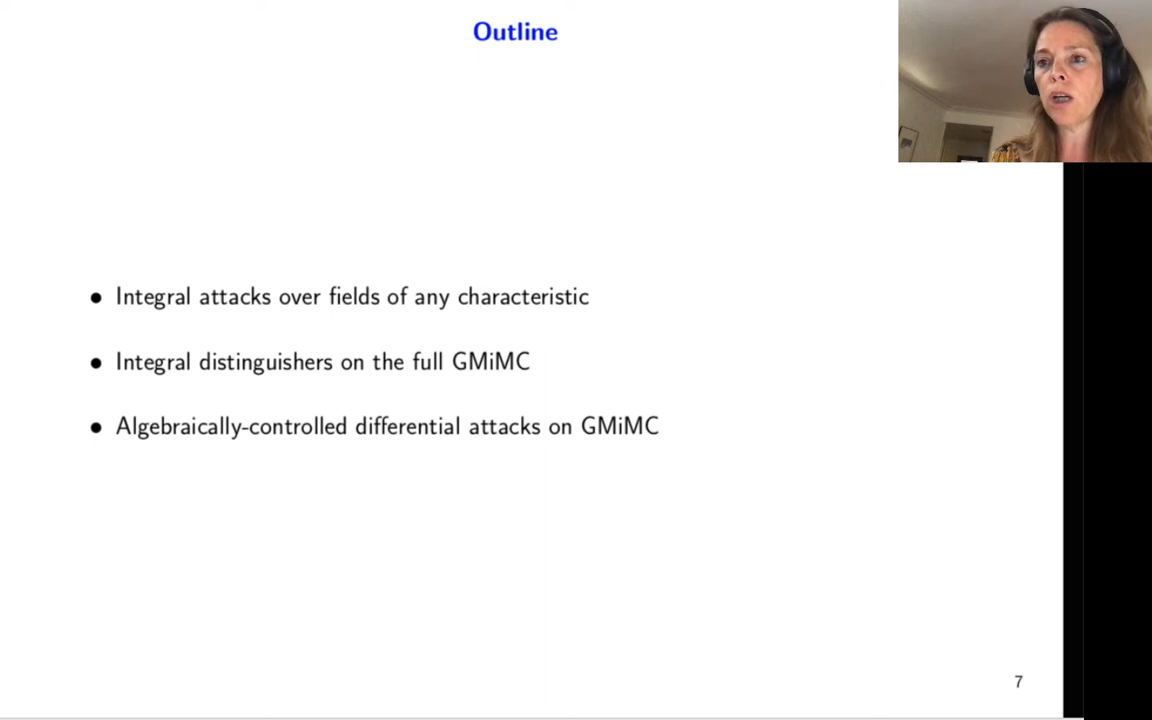 Outline
• Integral attacks over fields of any characteristic
• Integral distinguishers on the full GMiMC
• Algebraically-controlled differential attacks on GMiMC
7